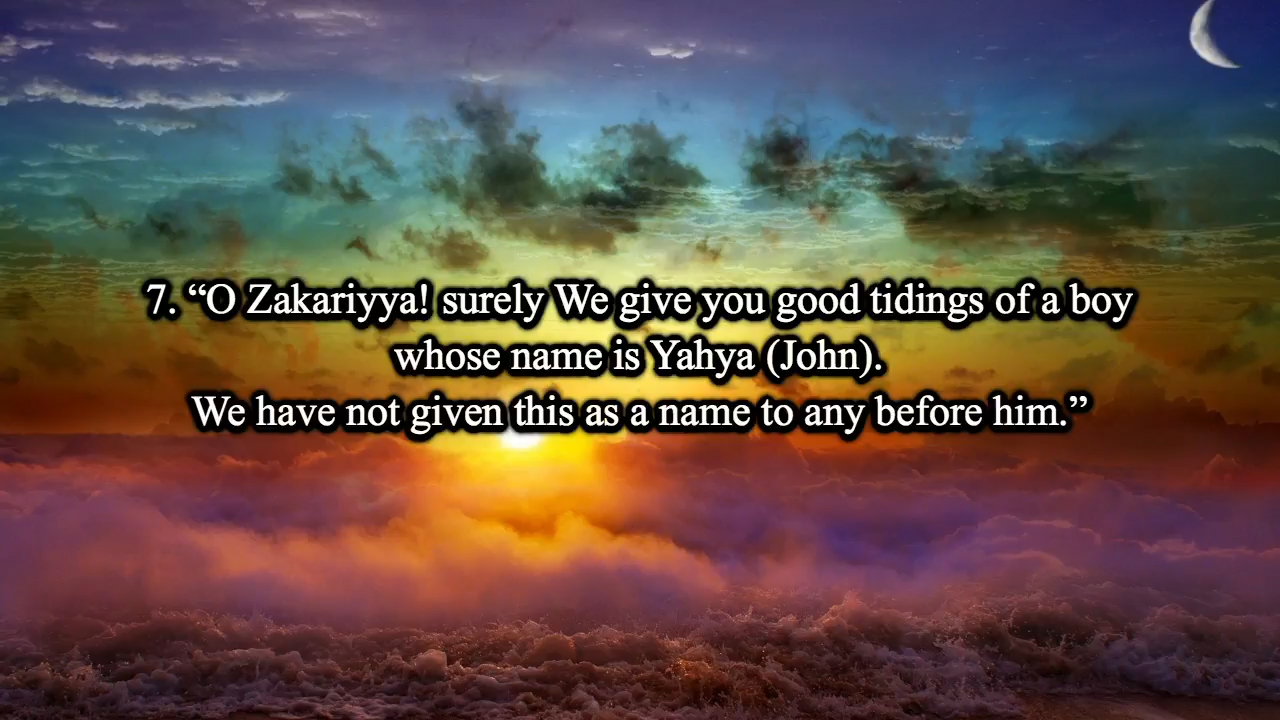 7. “O Zakariyya! surely We give you good tidings of a boy
whose name is Yahya (John).
We have not given this as a name to any before him.”